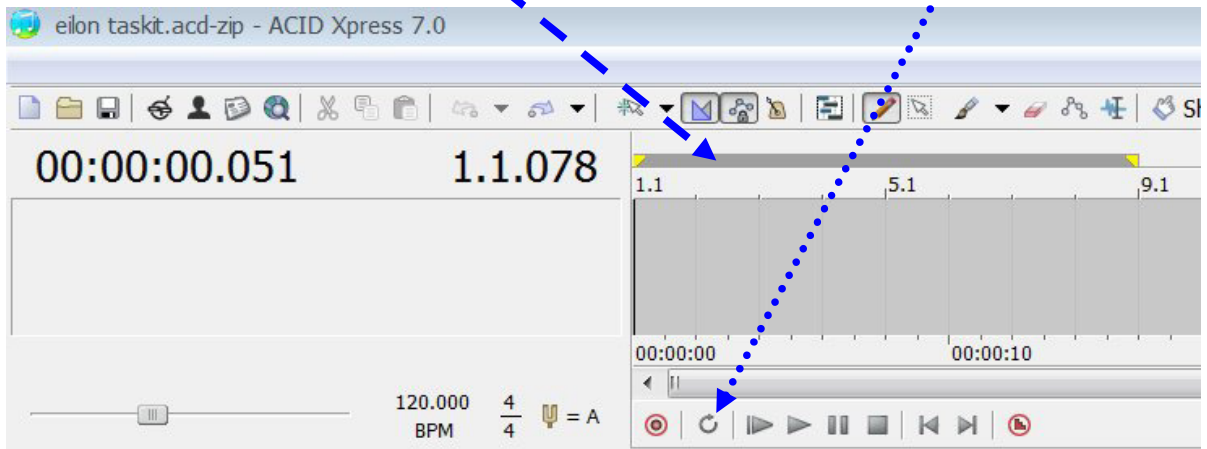 eilon taskit.acd-zip - ACID Xpress 7.0
Sh
00:00:00.051 1.1.078
1.1 5.1 9.1
00:00:00 00:00:10
120.000 4 = A
BPM 4